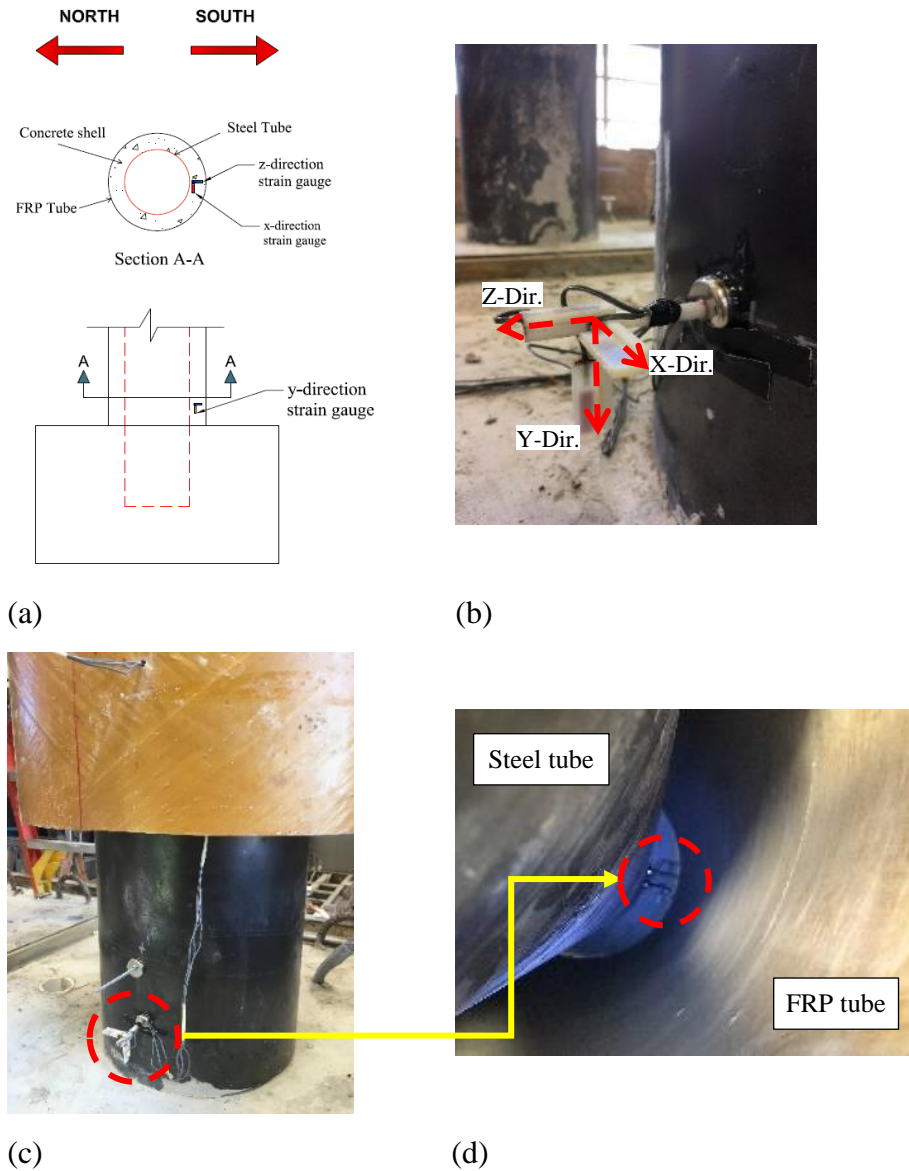 NORTH
SOUTH
Concrete shell
Steel Tube
z-direction
strain gauge
FRP Tube
x-direction
strain gauge
Section A-A
A
A
y-direction
strain gauge
Z-Dir.
X-Dir.
Y-Dir.
(a)
(b)
Steel tube
FRP tube
(c)
(d)